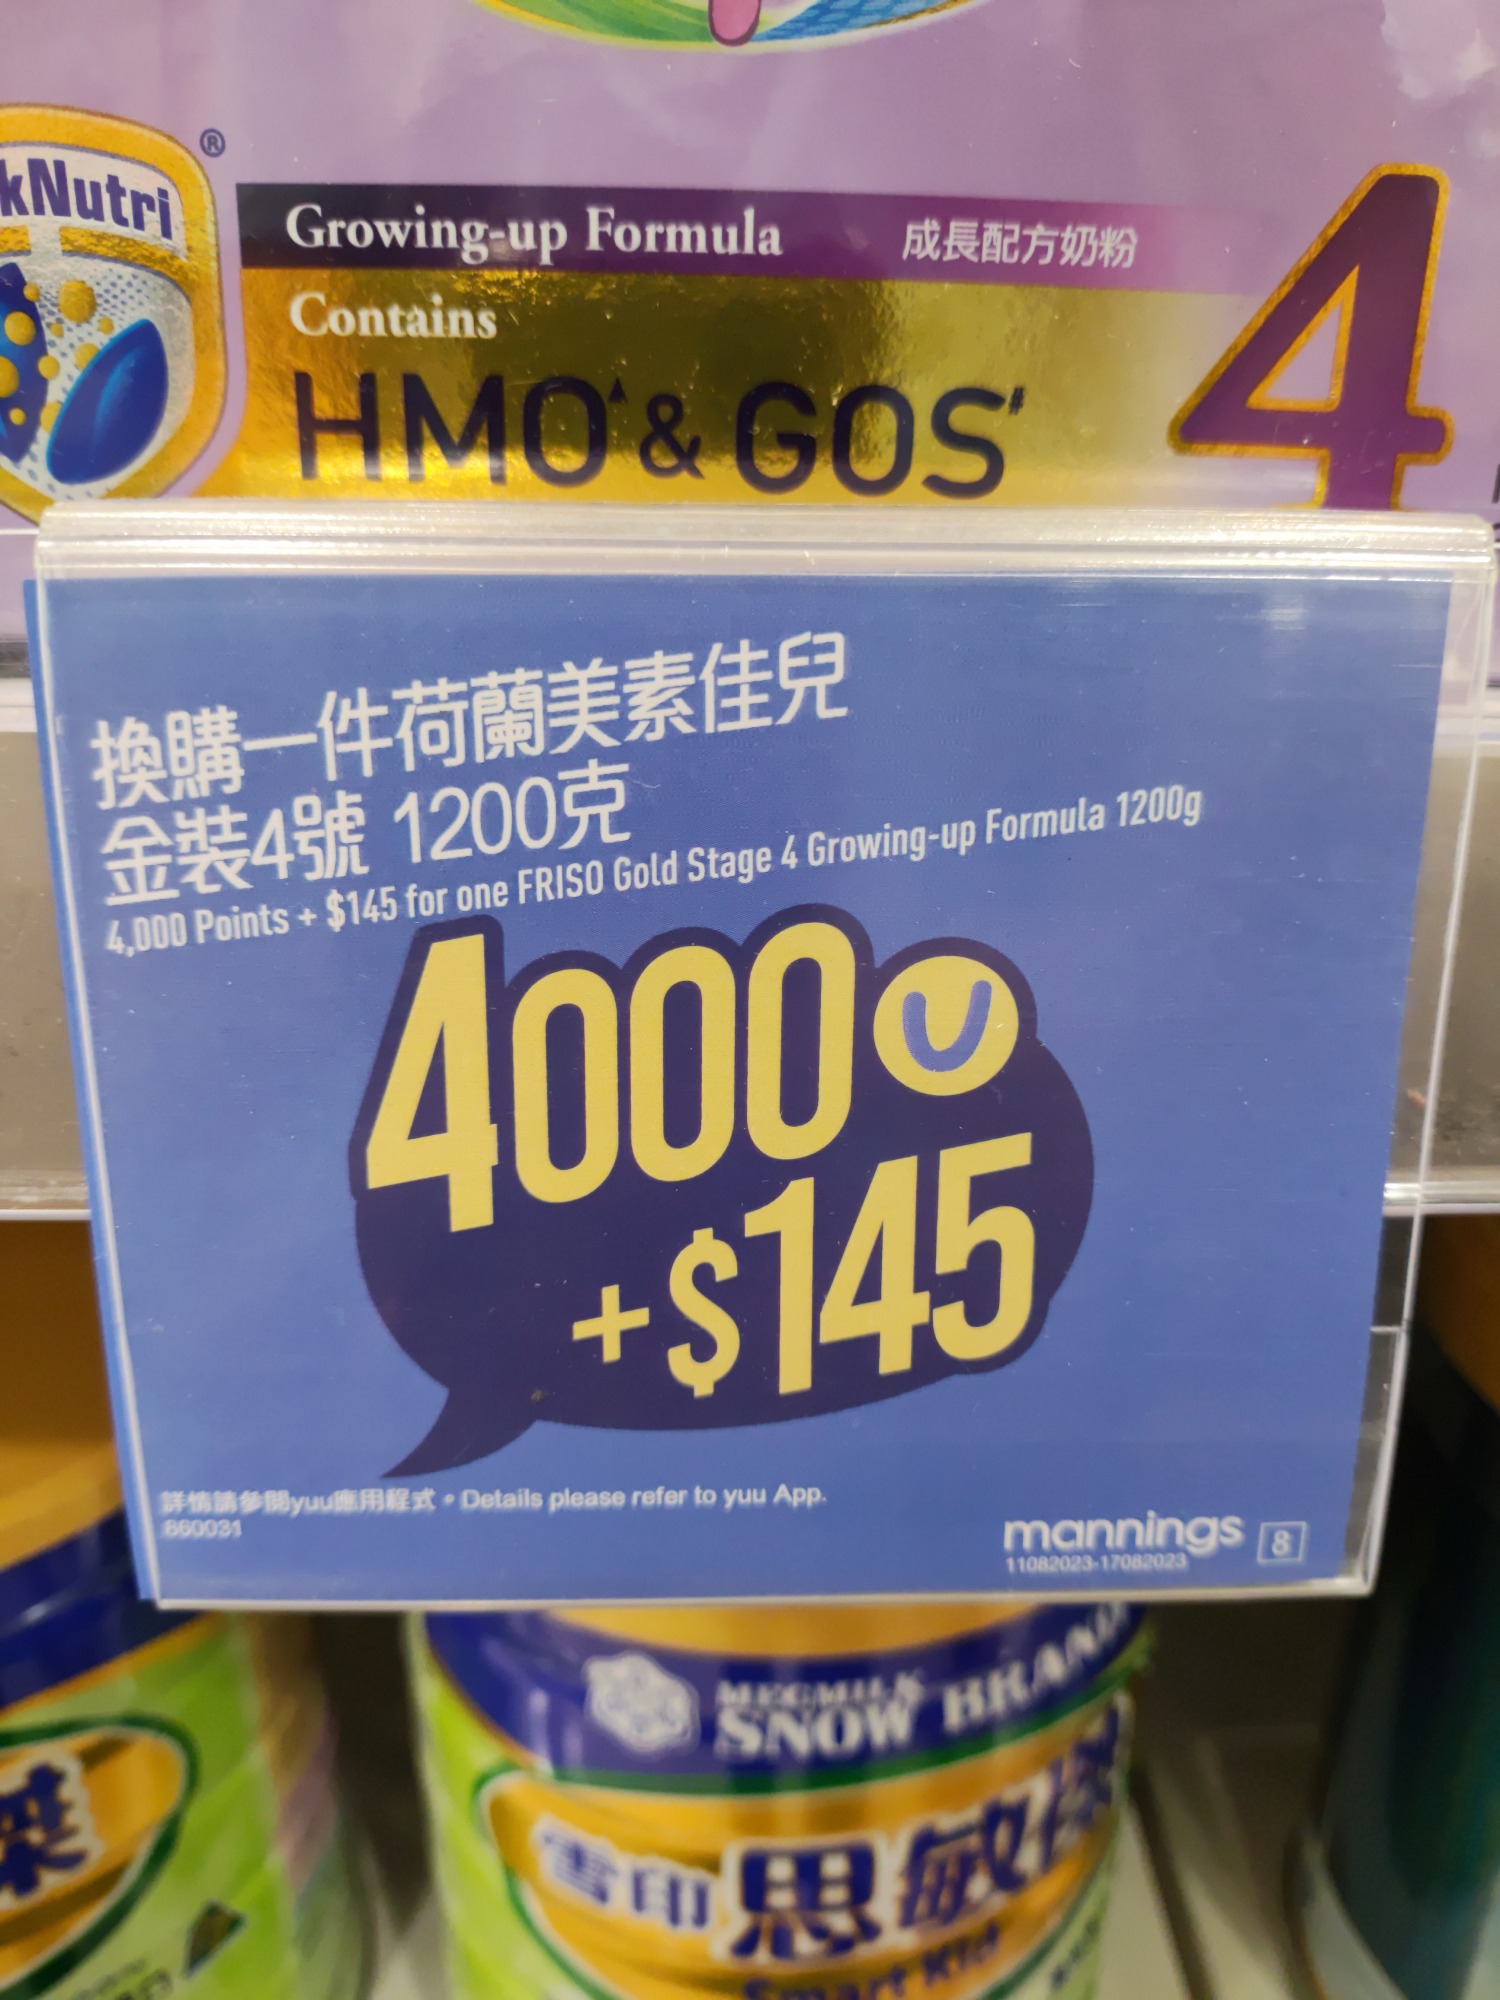 kNutri ®
Growing-up Formula 成長配方奶粉
Contains
HMO▲ & GOS#
4
換購一件荷蘭美素佳兒
金裝4號 1200克
4,000 Points + $145 for one FRISO Gold Stage 4 Growing-up Formula 1200g
4000
+$145
詳情請參閱yuu應用程式。Details please refer to yuu App.
860031
mannings 8
11082023-17082023
MEGMILK
SNOW BRAND
雪印 思敏
Smart Kid